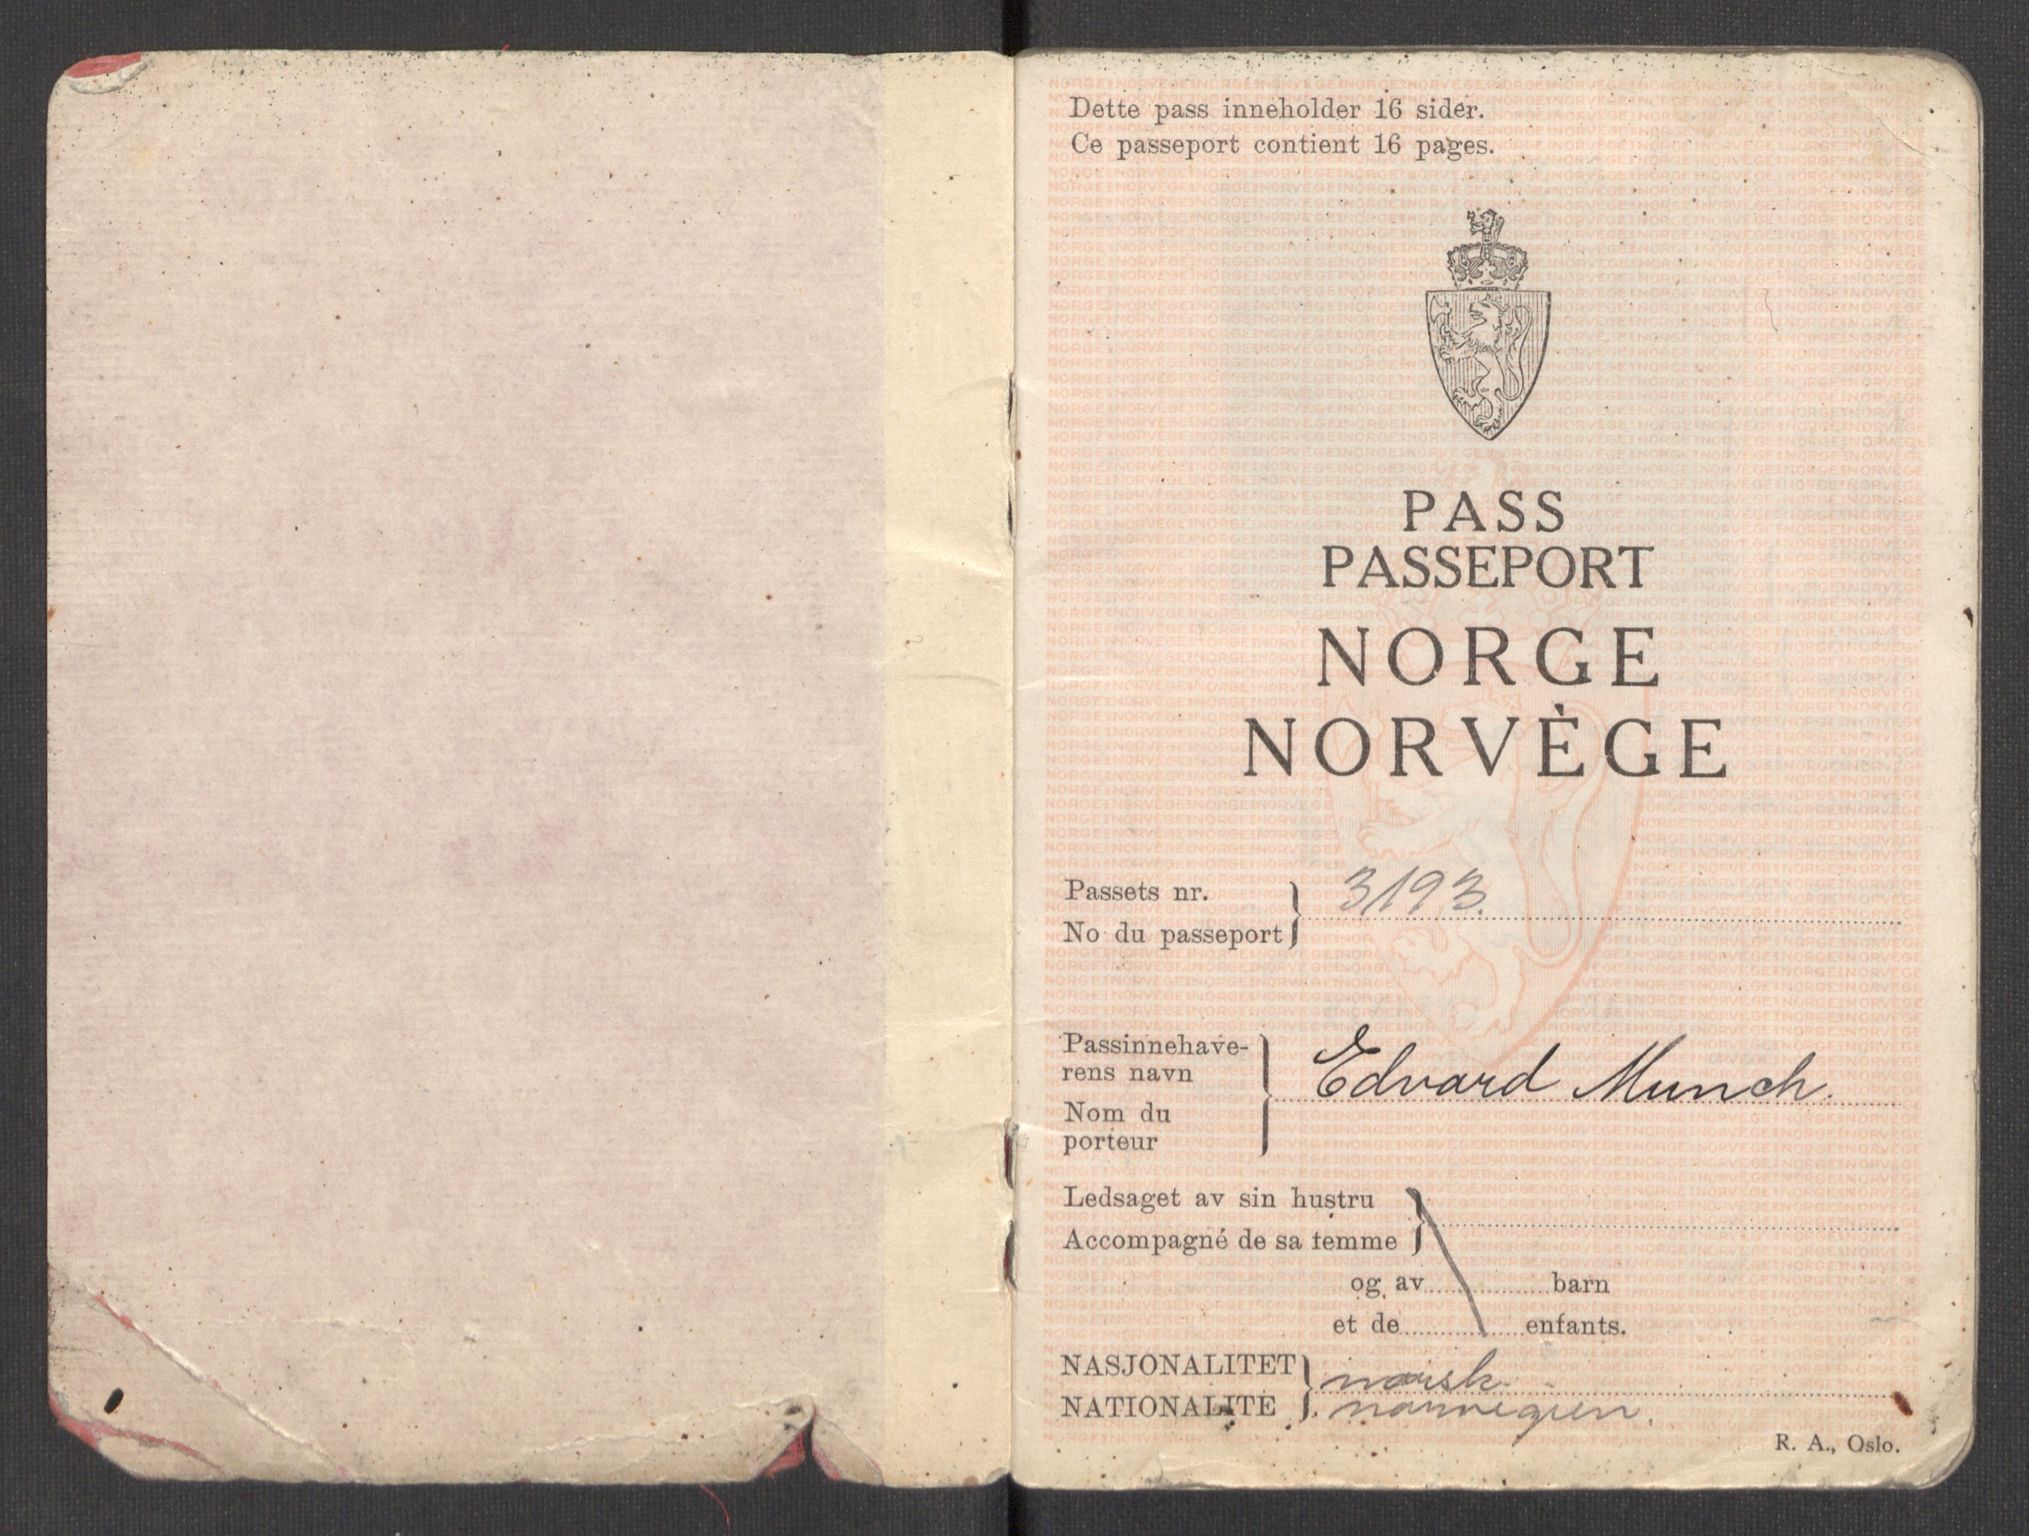 Dette pass inneholder 16 sider.
Ce passeport contient 16 pages.
PASS
PASSEPORT
NORGE
NORVÈGE
Passets nr.
3193.
No du passeport
Passinnehave-
rens navn
Edvard Munch.
Nom du
porteur
Ledsaget av sin hustru
Accompagné de sa femme
og av barn
et de enfants.
NASJONALITET norsk.
NATIONALITÉ norvegien.
R. A., Oslo.